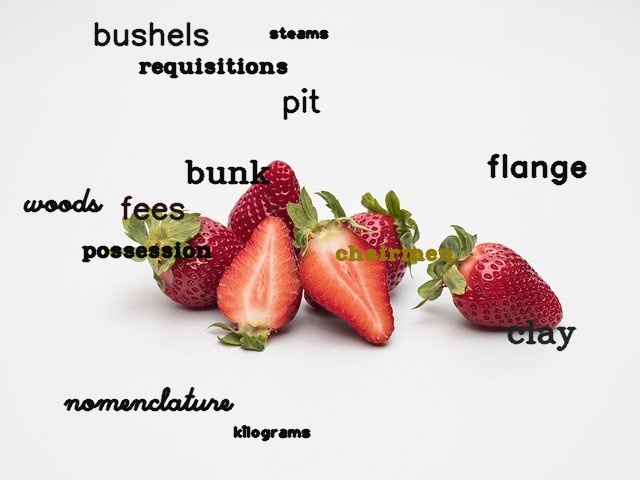 bushels
steams
requisitions
pit
bunk
flange
woods
fees
possession
chairmen
clay
nomenclature
kilograms